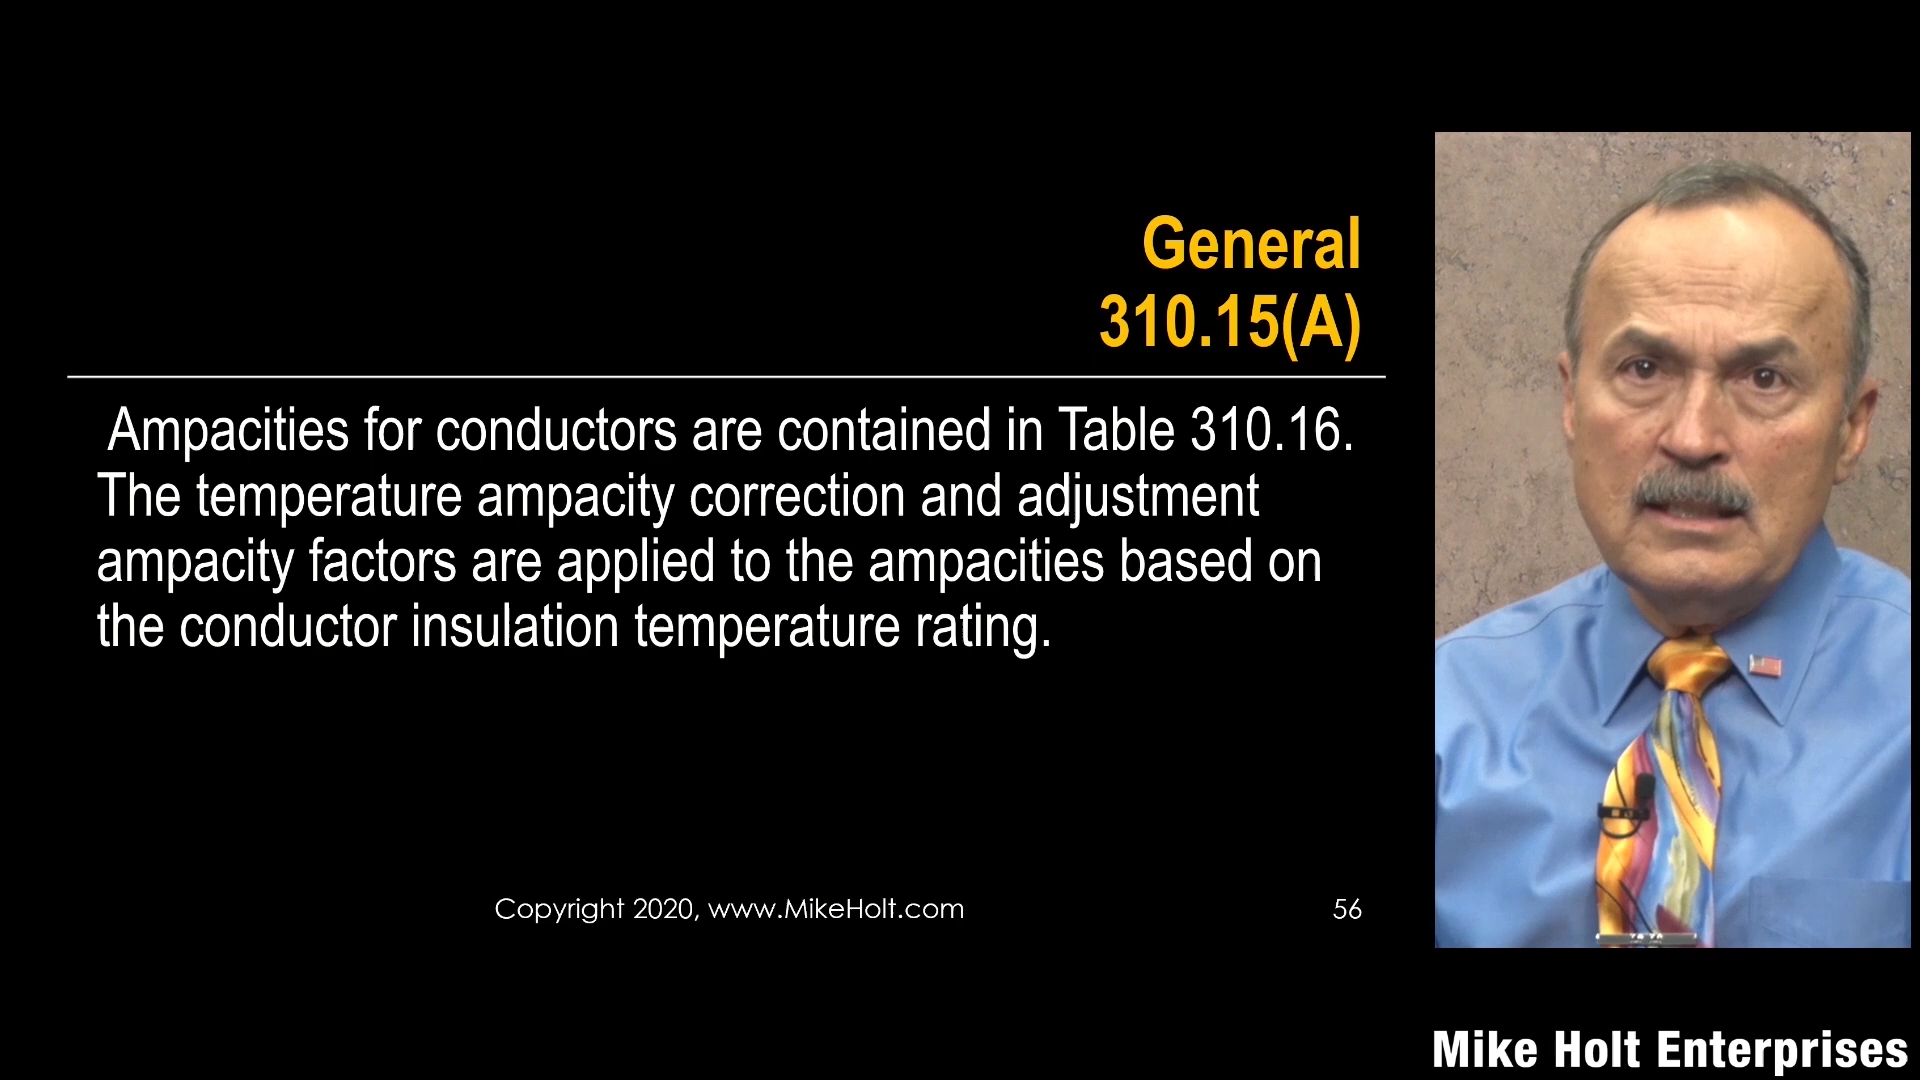 General
310.15(A)
Ampacities for conductors are contained in Table 310.16.
The temperature ampacity correction and adjustment
ampacity factors are applied to the ampacities based on
the conductor insulation temperature rating.
Copyright 2020, www.MikeHolt.com
56
Mike Holt Enterprises